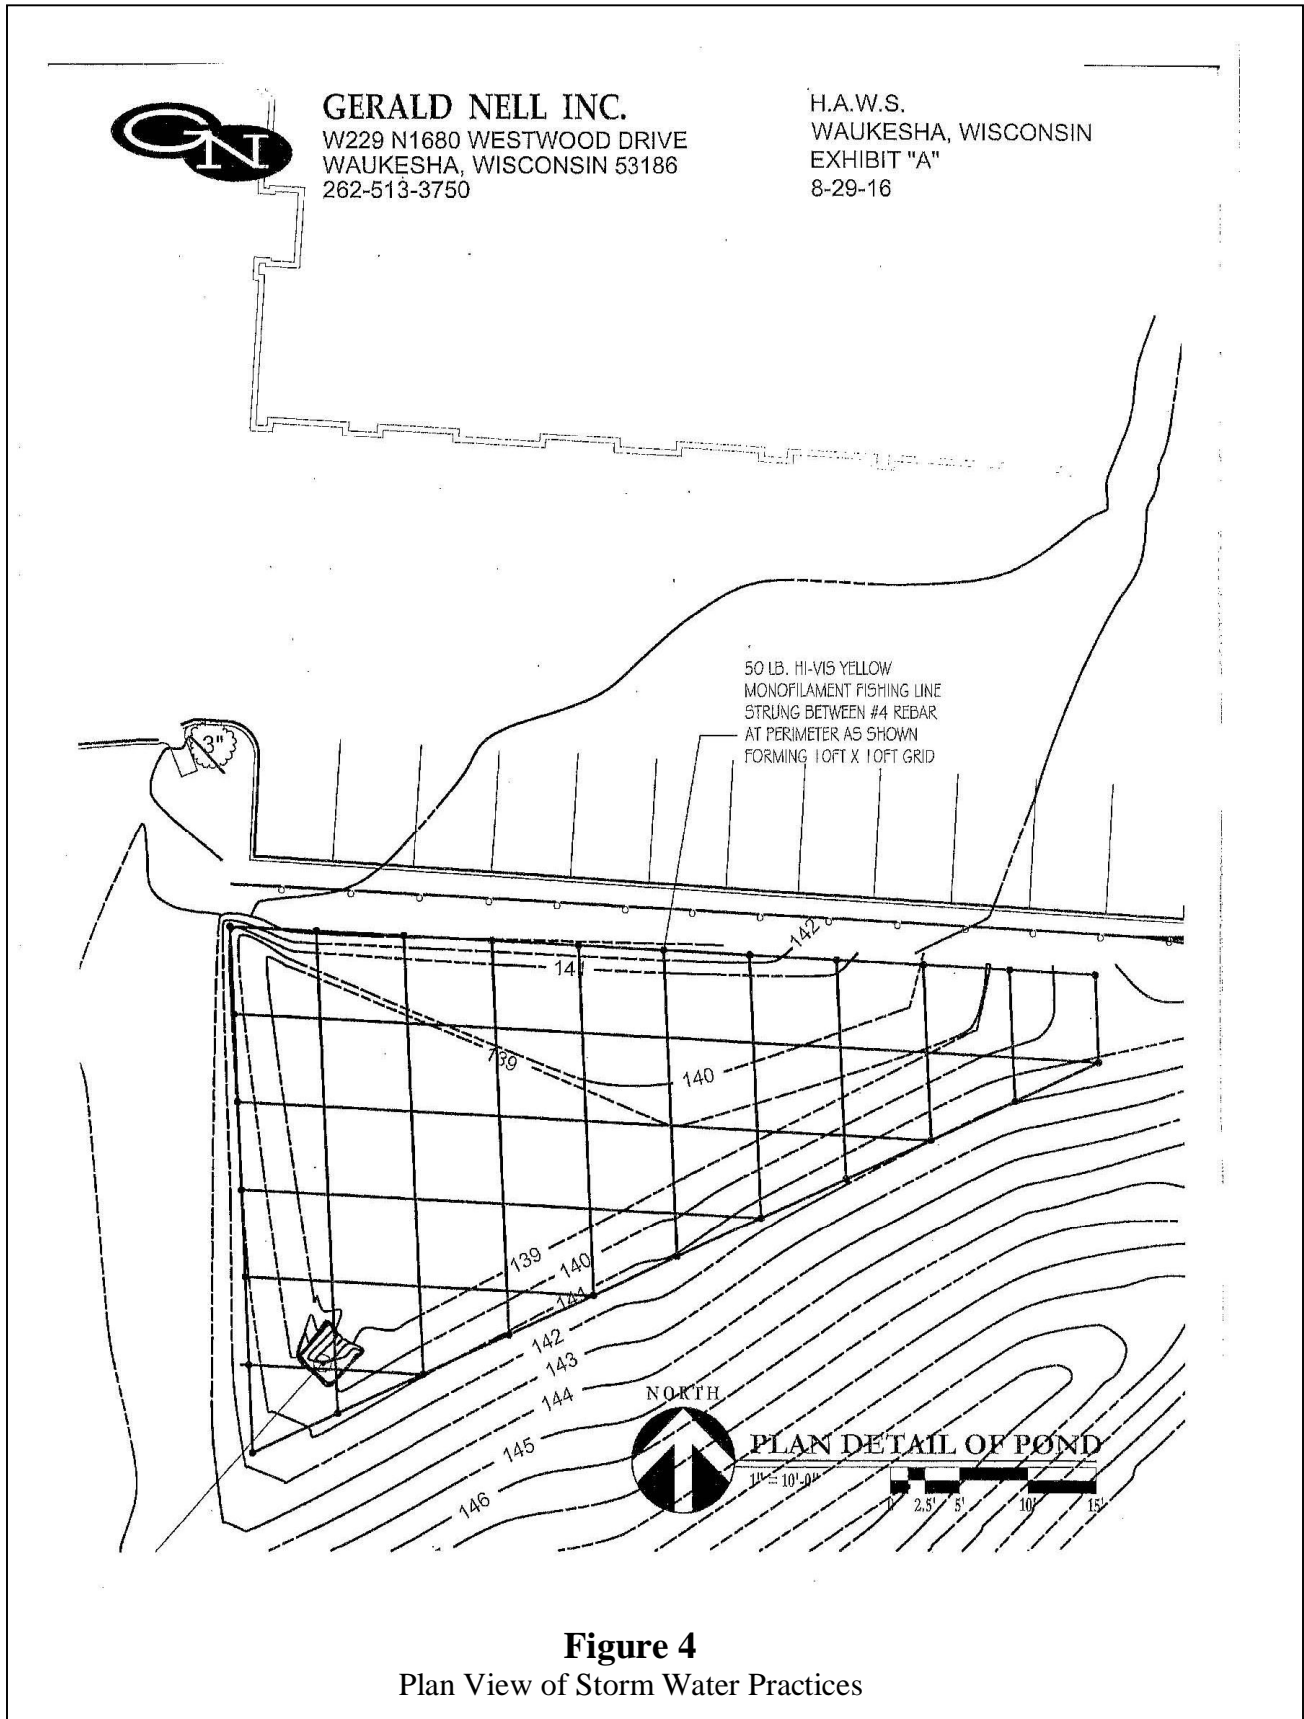 GN
GERALD NELL INC.
W229 N1680 WESTWOOD DRIVE
WAUKESHA, WISCONSIN 53186
262-513-3750
H.A.W.S.
WAUKESHA, WISCONSIN
EXHIBIT "A"
8-29-16
50 LB. HI-VIS YELLOW
MONOFILAMENT FISHING LINE
STRUNG BETWEEN #4 REBAR
AT PERIMETER AS SHOWN
FORMING 10FT X 10FT GRID
3"
142
141
739
140
139
140
141
142
143
144
145
146
NORTH
PLAN DETAIL OF POND
1" = 10'-0"
0 2.5' 5' 10' 15'
Figure 4
Plan View of Storm Water Practices